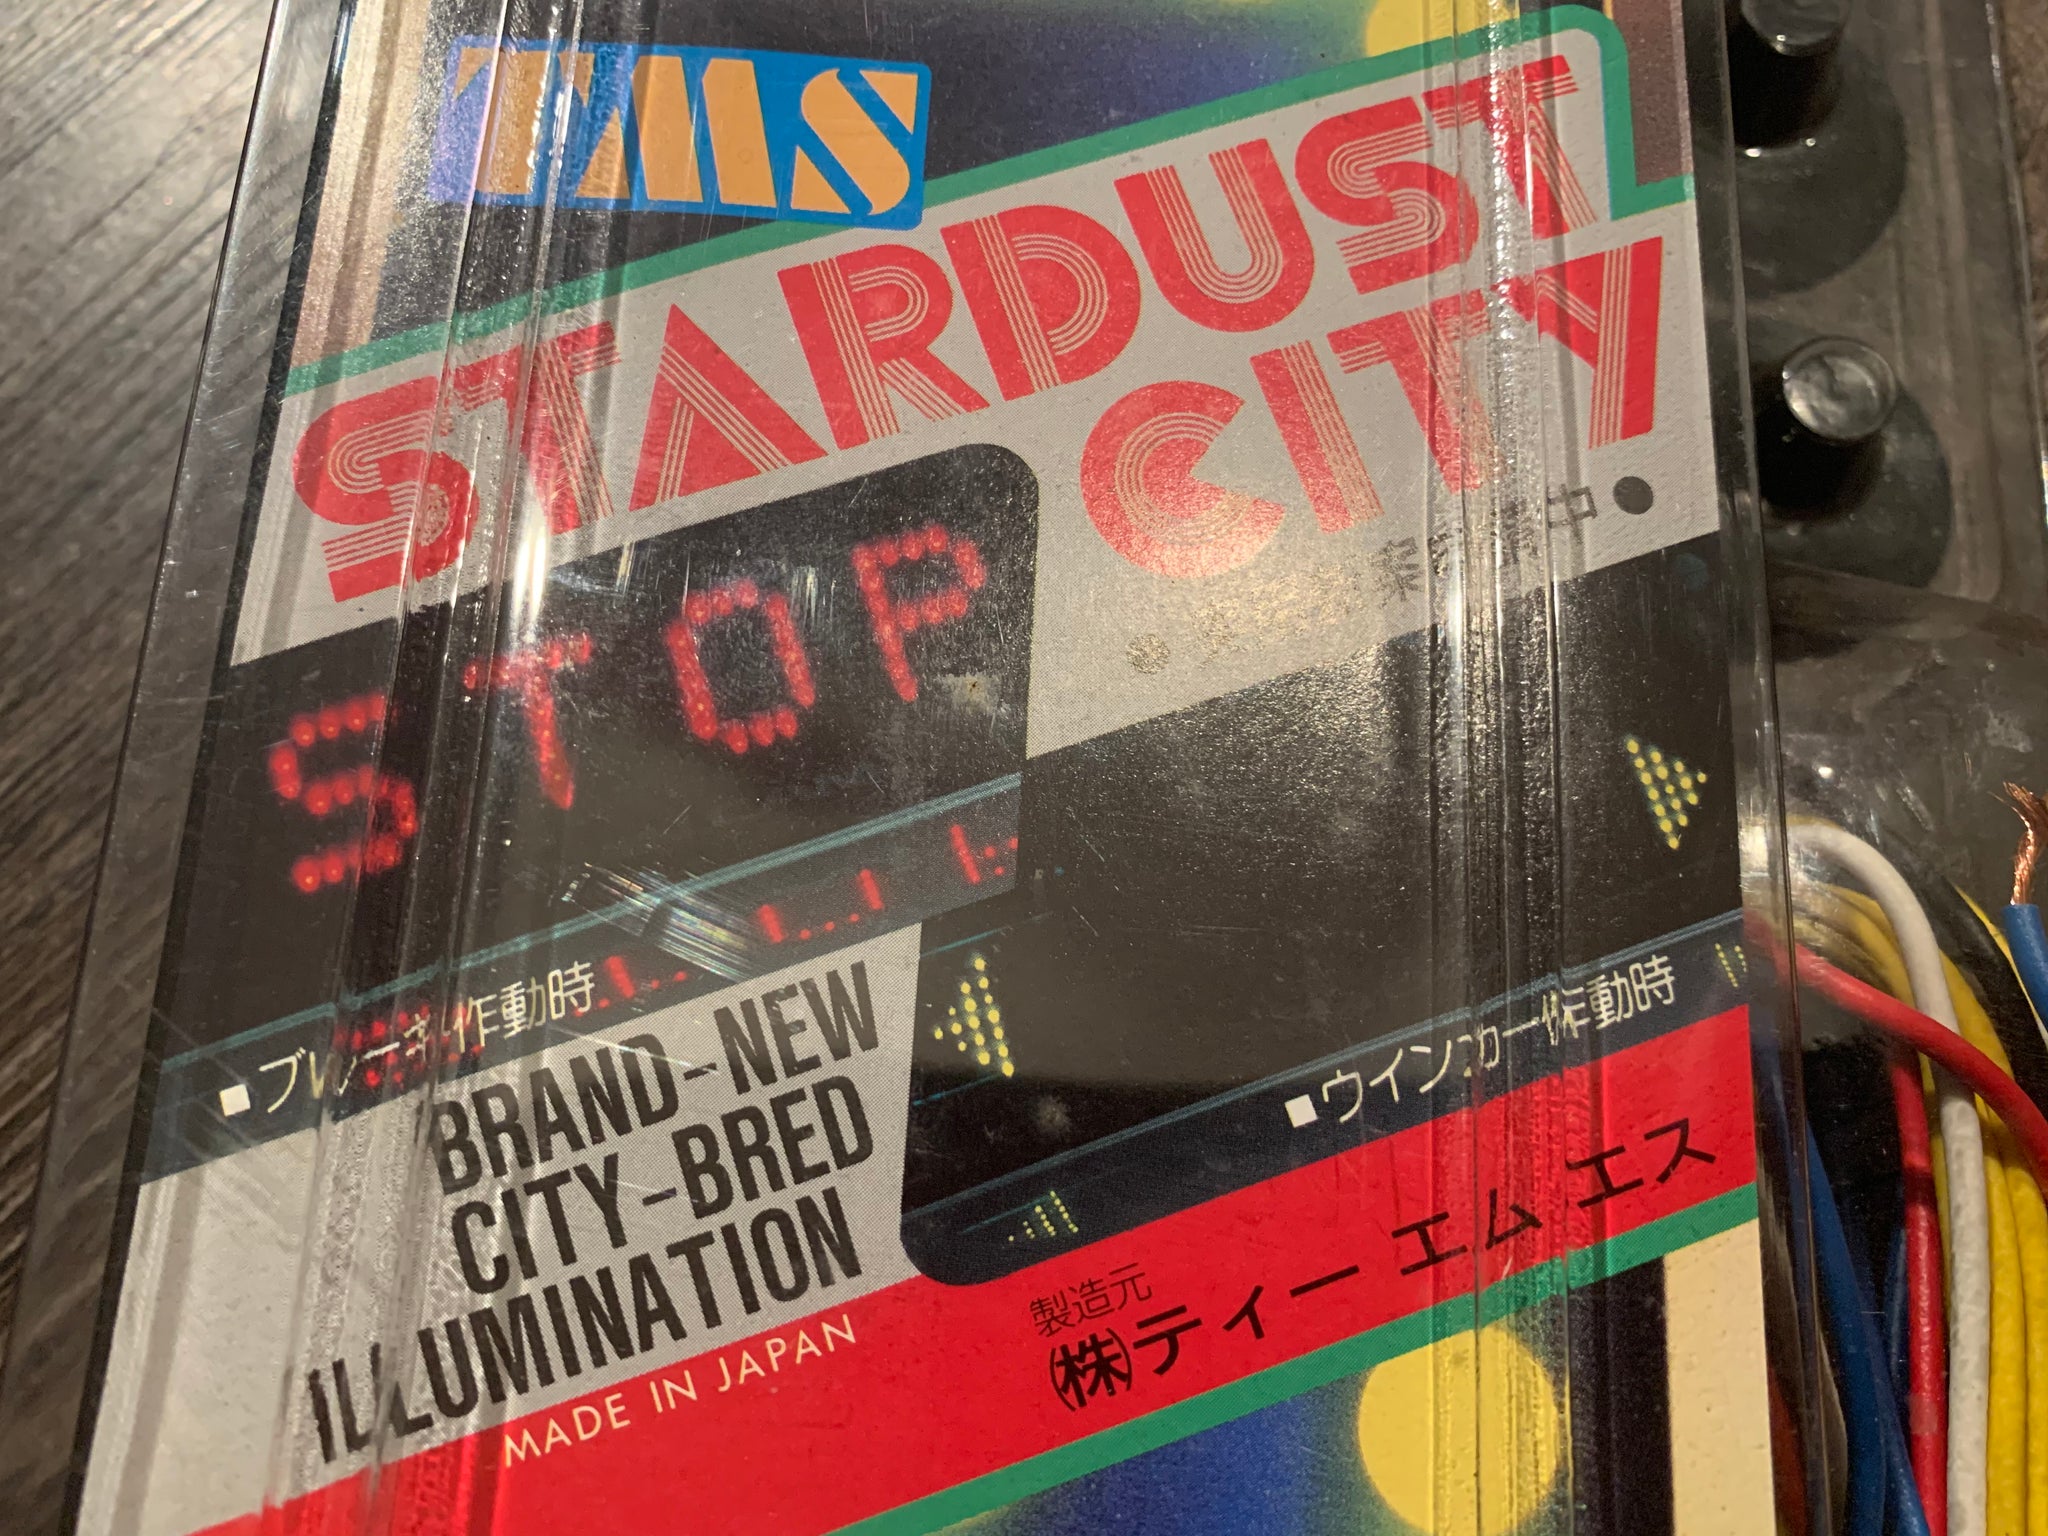 TMS
STARDUST
CITY
STOP
■ブレーキ作動時
BRAND-NEW
CITY-BRED
ILLUMINATION
MADE IN JAPAN
■ウインカー作動時
製造元
㈱ティー エム エス